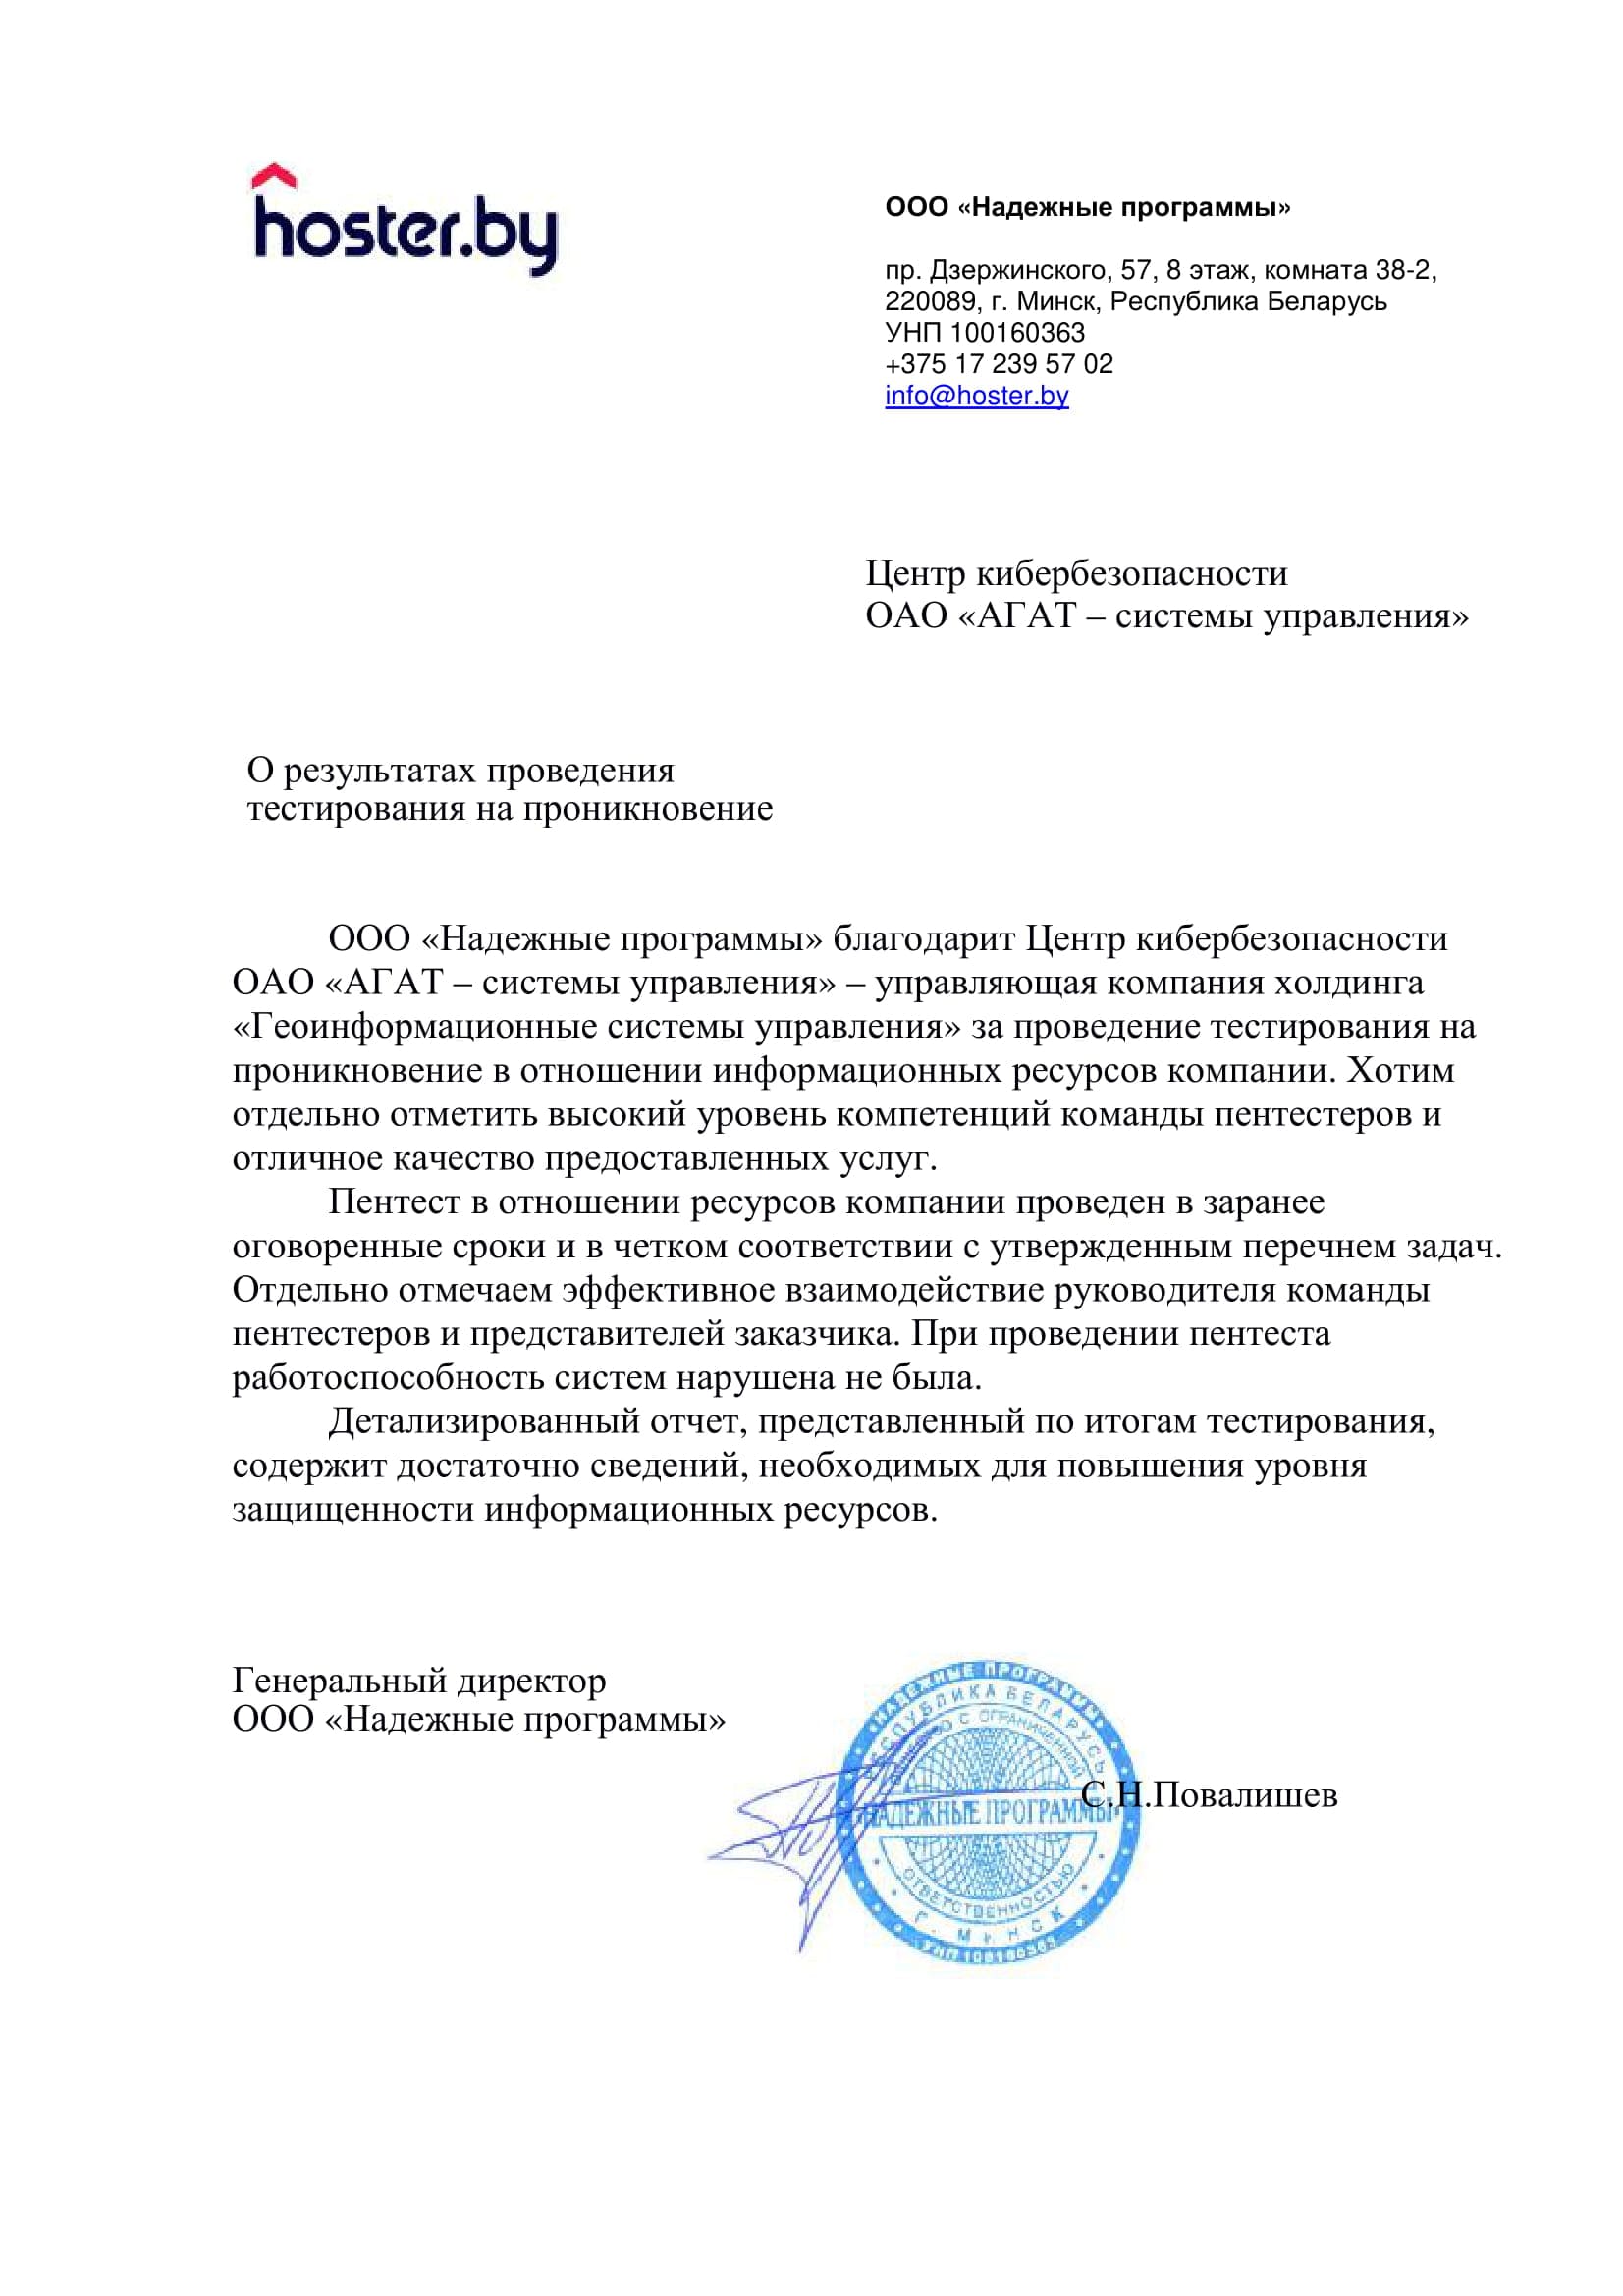 hoster.by
ООО «Надежные программы»
пр. Дзержинского, 57, 8 этаж, комната 38-2,
220089, г. Минск, Республика Беларусь
УНП 100160363
+375 17 239 57 02
info@hoster.by
Центр кибербезопасности
ОАО «АГАТ – системы управления»
О результатах проведения
тестирования на проникновение
ООО «Надежные программы» благодарит Центр кибербезопасности
ОАО «АГАТ – системы управления» – управляющая компания холдинга
«Геоинформационные системы управления» за проведение тестирования на
проникновение в отношении информационных ресурсов компании. Хотим
отдельно отметить высокий уровень компетенций команды пентестеров и
отличное качество предоставленных услуг.
Пентест в отношении ресурсов компании проведен в заранее
оговоренные сроки и в четком соответствии с утвержденным перечнем задач.
Отдельно отмечаем эффективное взаимодействие руководителя команды
пентестеров и представителей заказчика. При проведении пентеста
работоспособность систем нарушена не была.
Детализированный отчет, представленный по итогам тестирования,
содержит достаточно сведений, необходимых для повышения уровня
защищенности информационных ресурсов.
Генеральный директор
ООО «Надежные программы»
С.Н.Повалишев
НАДЕЖНЫЕ ПРОГРАММЫ
РЕСПУБЛИКА БЕЛАРУСЬ
ОБЩЕСТВО С ОГРАНИЧЕННОЙ
НАДЕЖНЫЕ ПРОГРАММЫ
ОТВЕТСТВЕННОСТЬЮ
Г. МИНСК
УНП 100160363